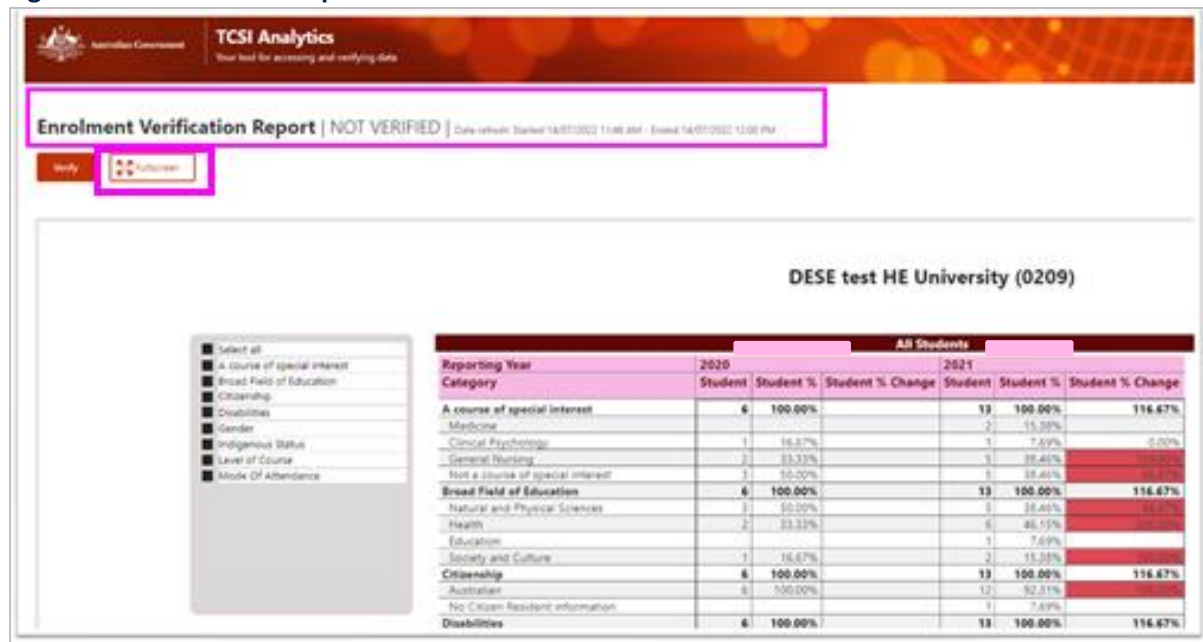 Australian Government
TCSI Analytics
Your tool for accessing and verifying data
Enrolment Verification Report | NOT VERIFIED | Data refresh: Started 14/07/2022 11:46 AM - Ended 14/07/2022 12:00 PM
Verify
Fullscreen
DESE test HE University (0209)
Select all
A course of special interest
Broad Field of Education
Citizenship
Disabilities
Gender
Indigenous Status
Level of Course
Mode Of Attendance
All Students
Reporting Year 2020 2021
Category Student Student % Student % Change Student Student % Student % Change
A course of special interest 6 100.00% 13 100.00% 116.67%
Medicine 2 15.38%
Clinical Psychology 1 16.67% 1 7.69% 0.00%
General Nursing 2 33.33% 5 38.46%
Not a course of special interest 3 50.00% 5 38.46%
Broad Field of Education 6 100.00% 13 100.00% 116.67%
Natural and Physical Sciences 3 50.00% 5 38.46%
Health 2 33.33% 6 46.15%
Education 1 7.69%
Society and Culture 1 16.67% 2 15.38%
Citizenship 6 100.00% 13 100.00% 116.67%
Australian 6 100.00% 12 92.31%
No Citizen Resident information 1 7.69%
Disabilities 6 100.00% 13 100.00% 116.67%